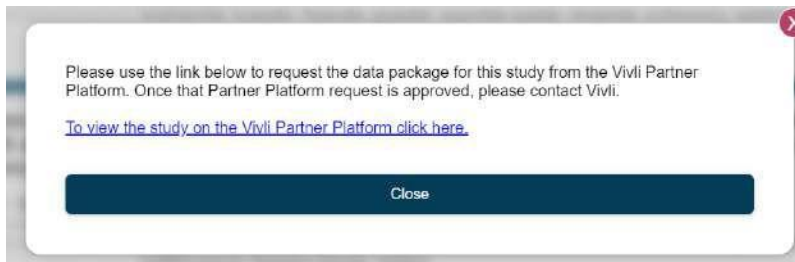 Please use the link below to request the data package for this study from the Vivli Partner
Platform. Once that Partner Platform request is approved, please contact Vivli.
To view the study on the Vivli Partner Platform click here.
Close
X